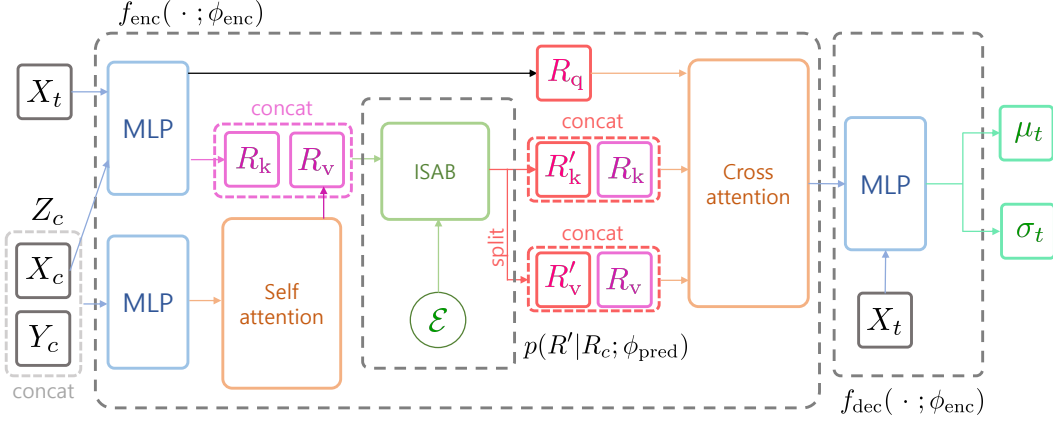 f_enc( · ; ϕ_enc)
X_t
MLP
concat
R_k
R_v
Z_c
X_c
Y_c
concat
MLP
Self
attention
ISAB
ℰ
split
R_q
concat
R′_k
R_k
concat
R′_v
R_v
p(R′|R_c; ϕ_pred)
Cross
attention
MLP
X_t
f_dec( · ; ϕ_enc)
μ_t
σ_t